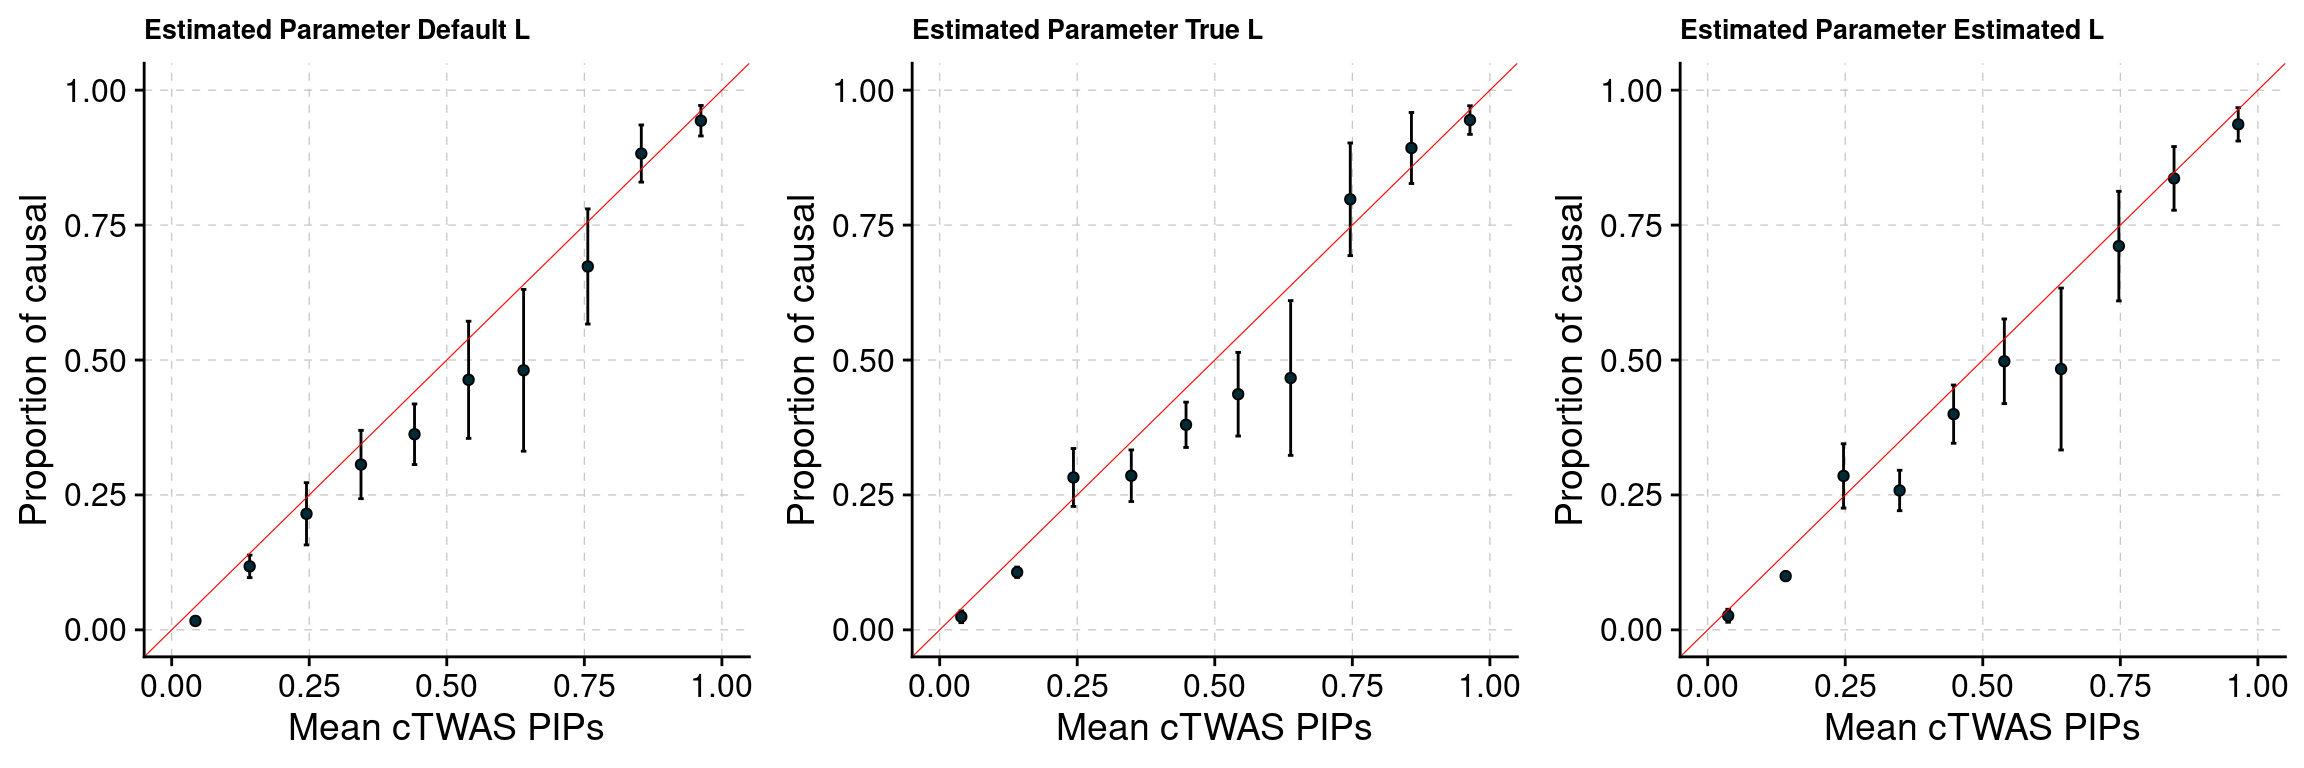 Estimated Parameter Default L
1.00
0.75
0.50
0.25
0.00
Proportion of causal
0.00 0.25 0.50 0.75 1.00
Mean cTWAS PIPs
Estimated Parameter True L
1.00
0.75
0.50
0.25
0.00
Proportion of causal
0.00 0.25 0.50 0.75 1.00
Mean cTWAS PIPs
Estimated Parameter Estimated L
1.00
0.75
0.50
0.25
0.00
Proportion of causal
0.00 0.25 0.50 0.75 1.00
Mean cTWAS PIPs